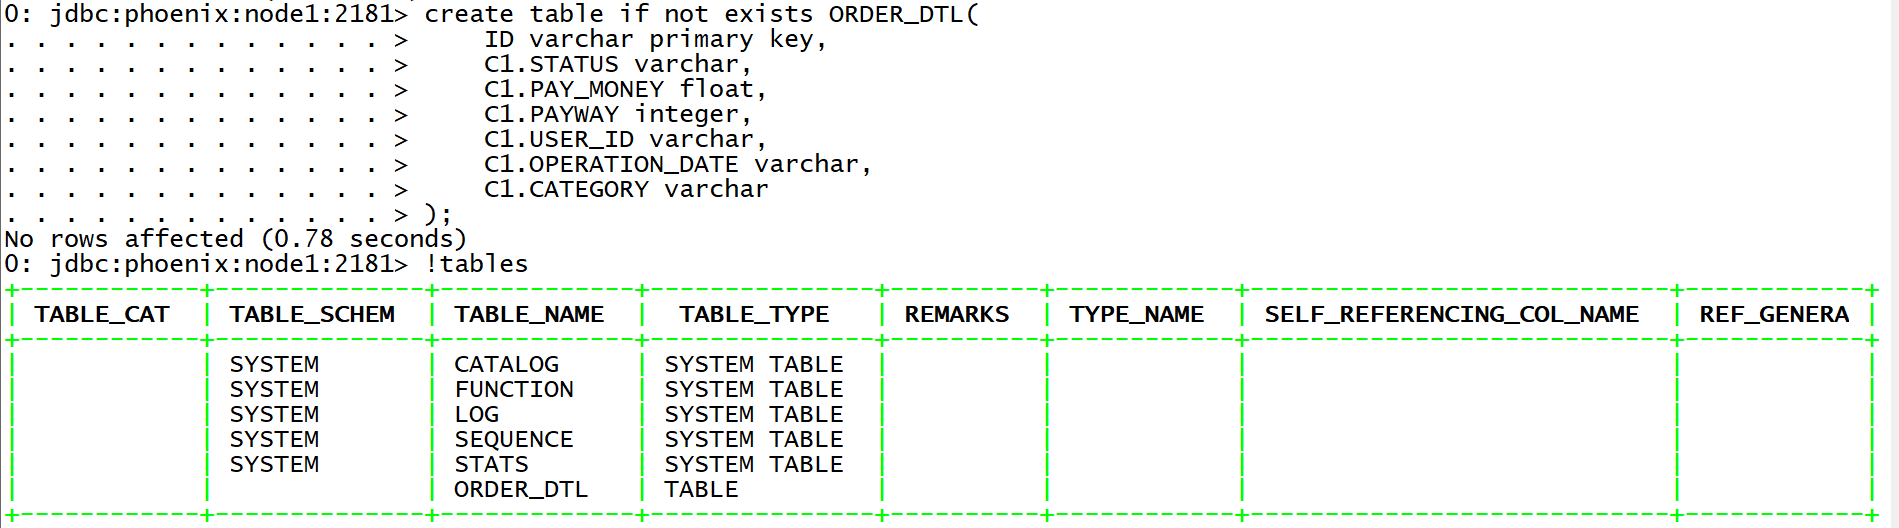 0: jdbc:phoenix:node1:2181> create table if not exists ORDER_DTL(
. . . . . . . . . . . . . >     ID varchar primary key,
. . . . . . . . . . . . . >     C1.STATUS varchar,
. . . . . . . . . . . . . >     C1.PAY_MONEY float,
. . . . . . . . . . . . . >     C1.PAYWAY integer,
. . . . . . . . . . . . . >     C1.USER_ID varchar,
. . . . . . . . . . . . . >     C1.OPERATION_DATE varchar,
. . . . . . . . . . . . . >     C1.CATEGORY varchar
. . . . . . . . . . . . . > );
No rows affected (0.78 seconds)
0: jdbc:phoenix:node1:2181> !tables
+------------+--------------+-------------+---------------+----------+------------+----------------------------+------------+
| TABLE_CAT  | TABLE_SCHEM  | TABLE_NAME  |  TABLE_TYPE   | REMARKS  | TYPE_NAME  | SELF_REFERENCING_COL_NAME  | REF_GENERA |
+------------+--------------+-------------+---------------+----------+------------+----------------------------+------------+
|            | SYSTEM       | CATALOG     | SYSTEM TABLE  |          |            |                            |            |
|            | SYSTEM       | FUNCTION    | SYSTEM TABLE  |          |            |                            |            |
|            | SYSTEM       | LOG         | SYSTEM TABLE  |          |            |                            |            |
|            | SYSTEM       | SEQUENCE    | SYSTEM TABLE  |          |            |                            |            |
|            | SYSTEM       | STATS       | SYSTEM TABLE  |          |            |                            |            |
|            |              | ORDER_DTL   | TABLE         |          |            |                            |            |
+------------+--------------+-------------+---------------+----------+------------+----------------------------+------------+